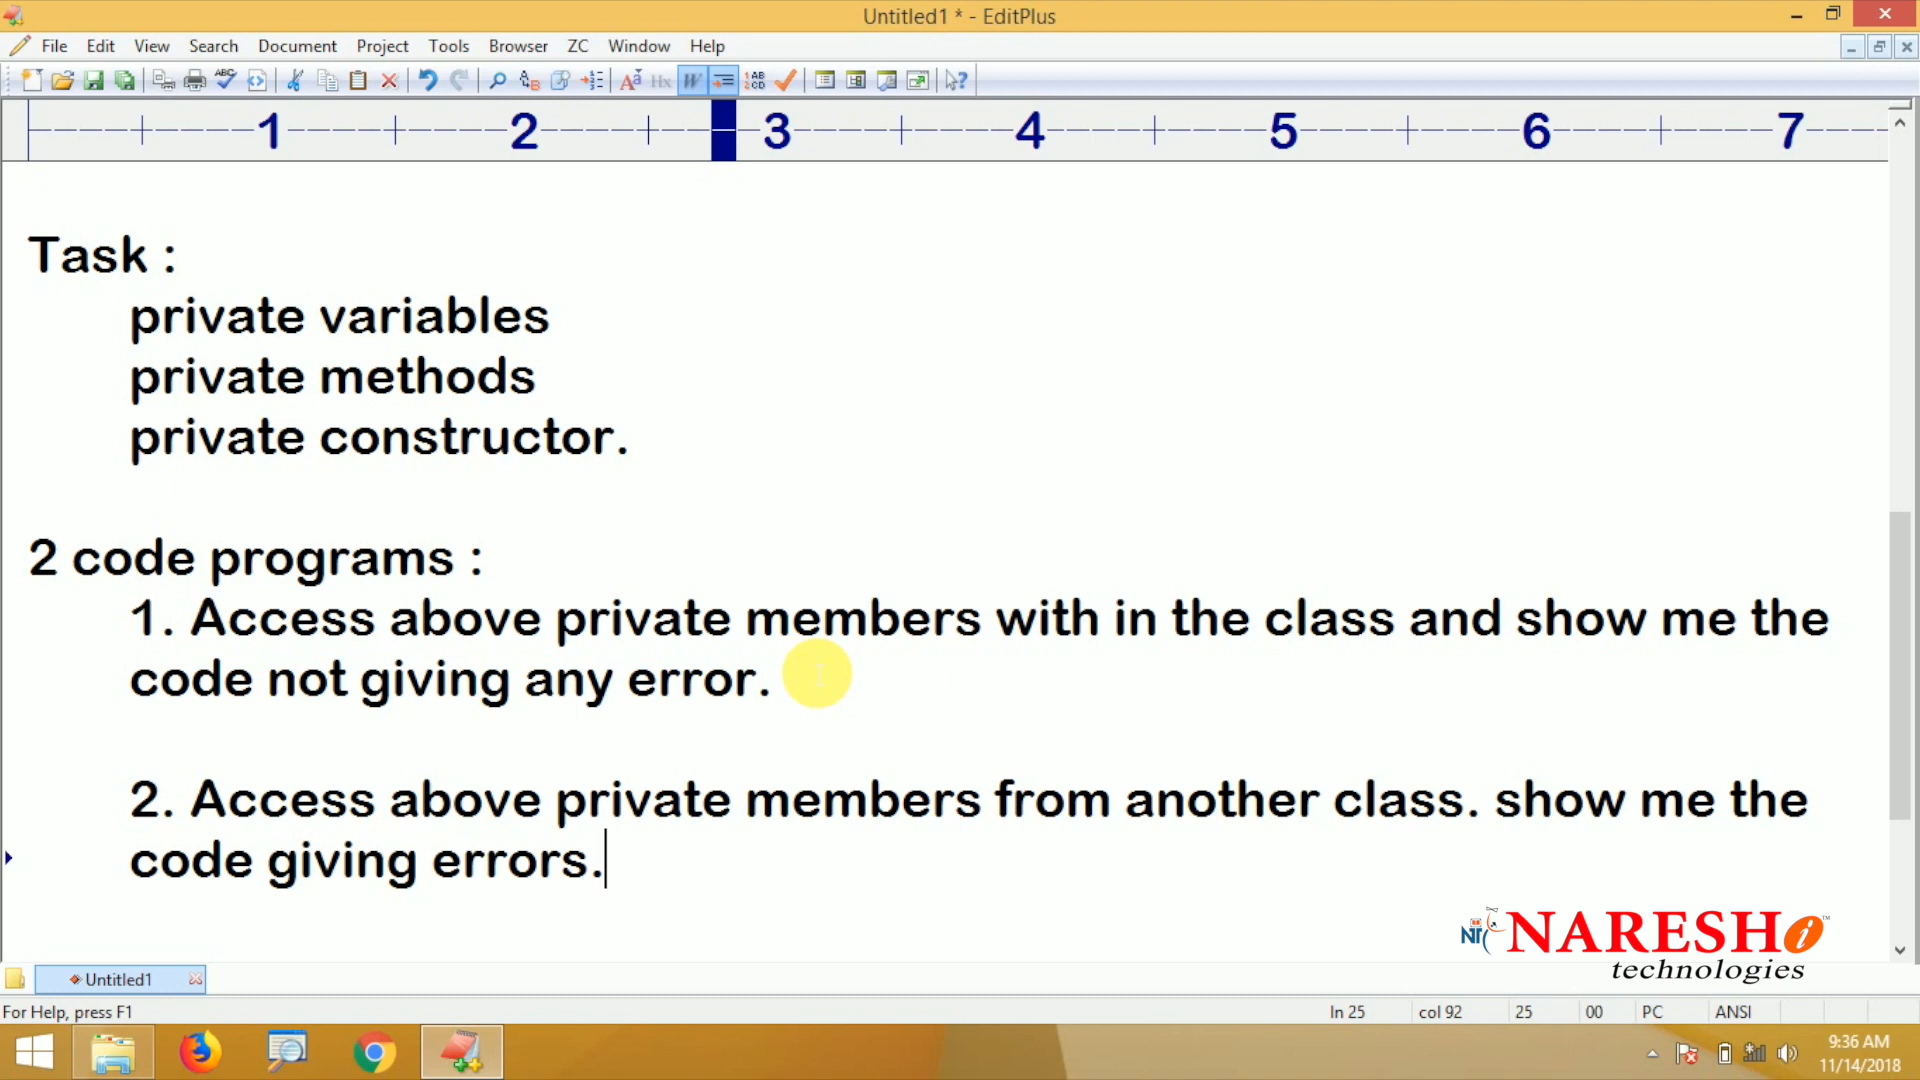 Untitled1 * - EditPlus
File Edit View Search Document Project Tools Browser ZC Window Help
1 2 3 4 5 6 7
Task :
private variables
private methods
private constructor.
2 code programs :
1. Access above private members with in the class and show me the
code not giving any error.
2. Access above private members from another class. show me the
code giving errors.
NARESH i
technologies
Untitled1
For Help, press F1 ln 25 col 92 25 00 PC ANSI
9:36 AM
11/14/2018